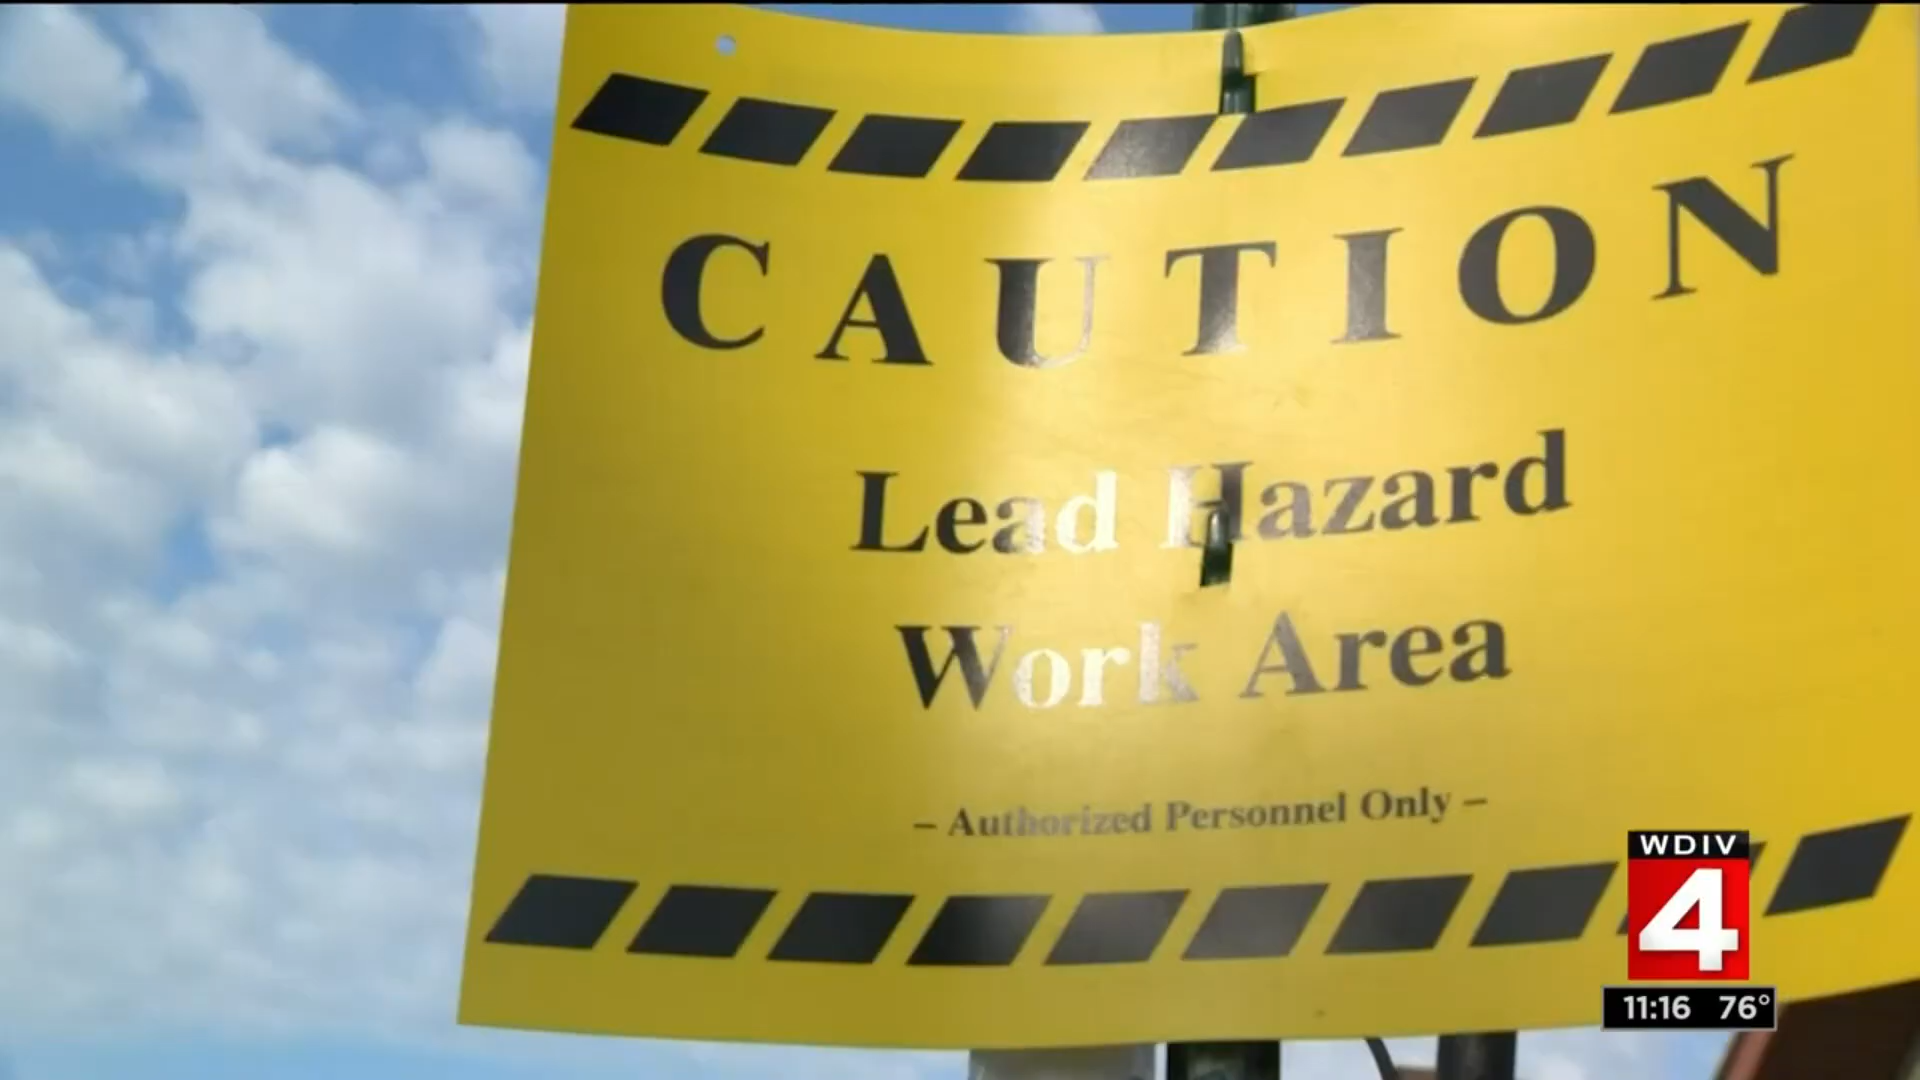 CAUTION
Lead Hazard
Work Area
– Authorized Personnel Only –
WDIV
4
11:16 76°